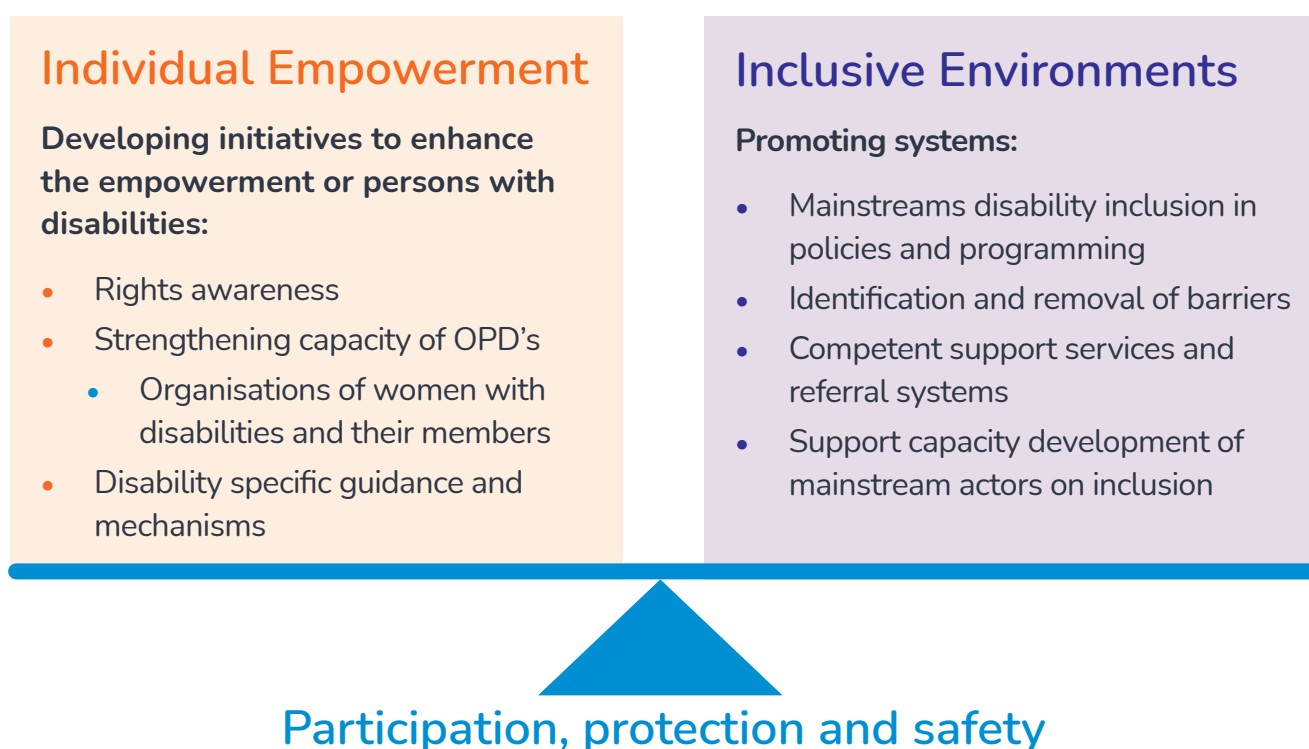 Individual Empowerment
Developing initiatives to enhance
the empowerment or persons with
disabilities:
• Rights awareness
• Strengthening capacity of OPD’s
• Organisations of women with
disabilities and their members
• Disability specific guidance and
mechanisms
Inclusive Environments
Promoting systems:
• Mainstreams disability inclusion in
policies and programming
• Identification and removal of barriers
• Competent support services and
referral systems
• Support capacity development of
mainstream actors on inclusion
Participation, protection and safety